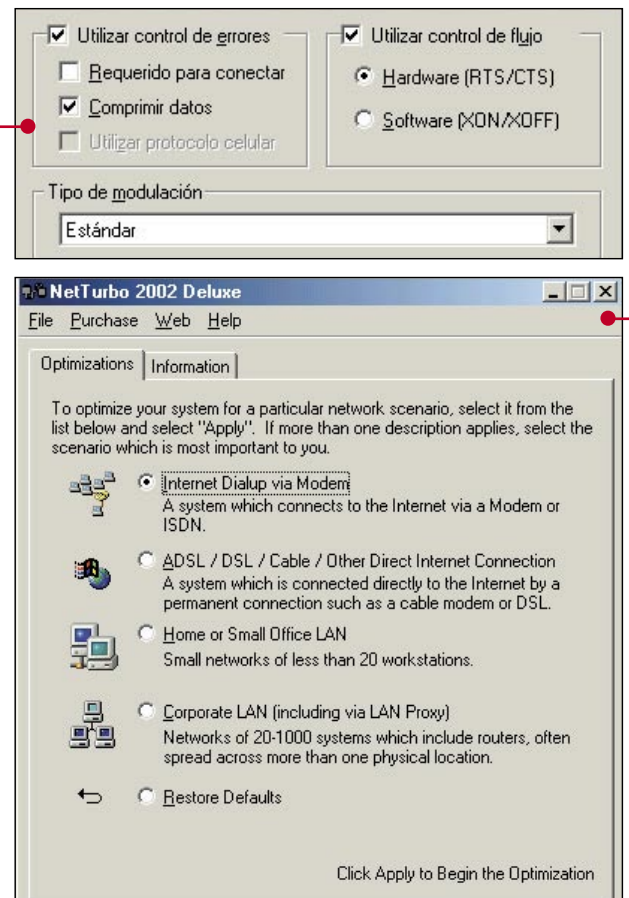 Utilizar control de errores
Utilizar control de flujo
Requerido para conectar
Hardware (RTS/CTS)
Comprimir datos
Software (XON/XOFF)
Utilizar protocolo celular
Tipo de modulación
Estándar
NetTurbo 2002 Deluxe
File Purchase Web Help
Optimizations Information
To optimize your system for a particular network scenario, select it from the
list below and select "Apply". If more than one description applies, select the
scenario which is most important to you.
Internet Dialup via Modem
A system which connects to the Internet via a Modem or
ISDN.
ADSL / DSL / Cable / Other Direct Internet Connection
A system which is connected directly to the Internet by a
permanent connection such as a cable modem or DSL.
Home or Small Office LAN
Small networks of less than 20 workstations.
Corporate LAN (including via LAN Proxy)
Networks of 20-1000 systems which include routers, often
spread across more than one physical location.
Restore Defaults
Click Apply to Begin the Optimization